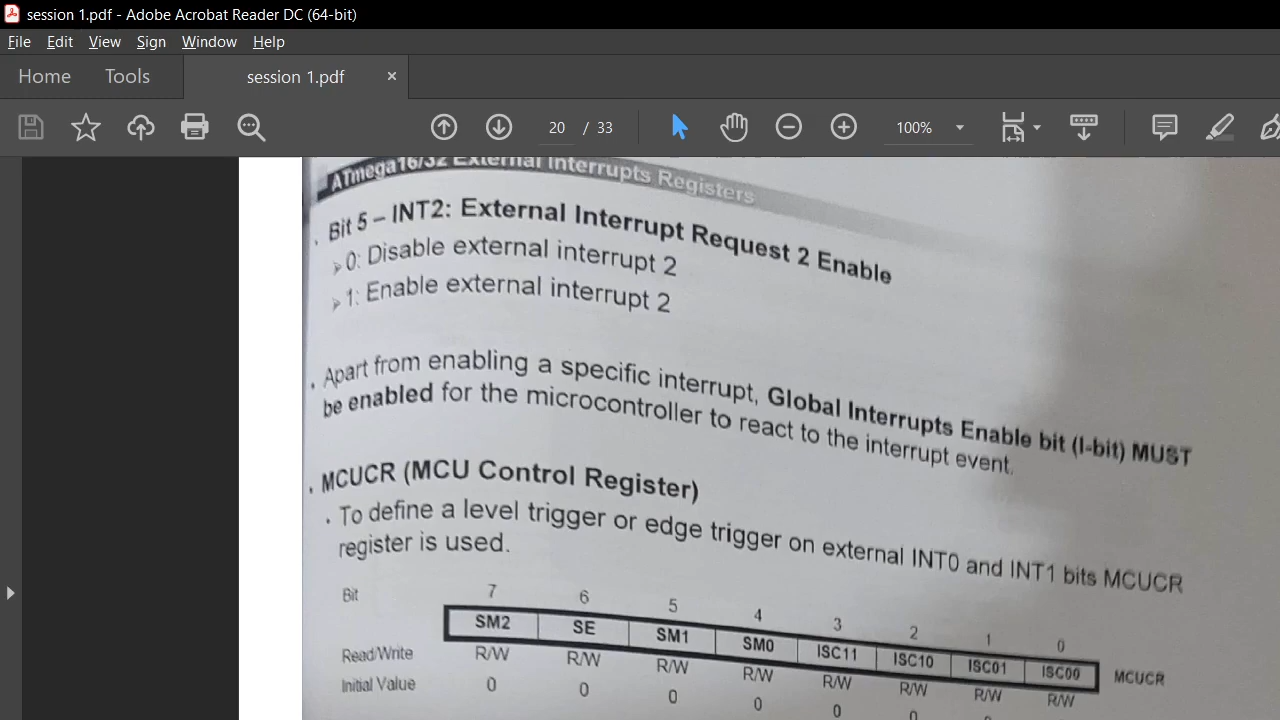 session 1.pdf - Adobe Acrobat Reader DC (64-bit)
File Edit View Sign Window Help
Home Tools session 1.pdf ×
20 / 33 100%
ATmega16/32 External Interrupts Registers
• Bit 5 – INT2: External Interrupt Request 2 Enable
➢ 0: Disable external interrupt 2
➢ 1: Enable external interrupt 2
• Apart from enabling a specific interrupt, Global Interrupts Enable bit (I-bit) MUST
be enabled for the microcontroller to react to the interrupt event.
• MCUCR (MCU Control Register)
• To define a level trigger or edge trigger on external INT0 and INT1 bits MCUCR
register is used.
Bit 7 6 5 4 3 2 1 0
SM2 SE SM1 SM0 ISC11 ISC10 ISC01 ISC00 MCUCR
Read/Write R/W R/W R/W R/W R/W R/W R/W R/W
Initial Value 0 0 0 0 0 0